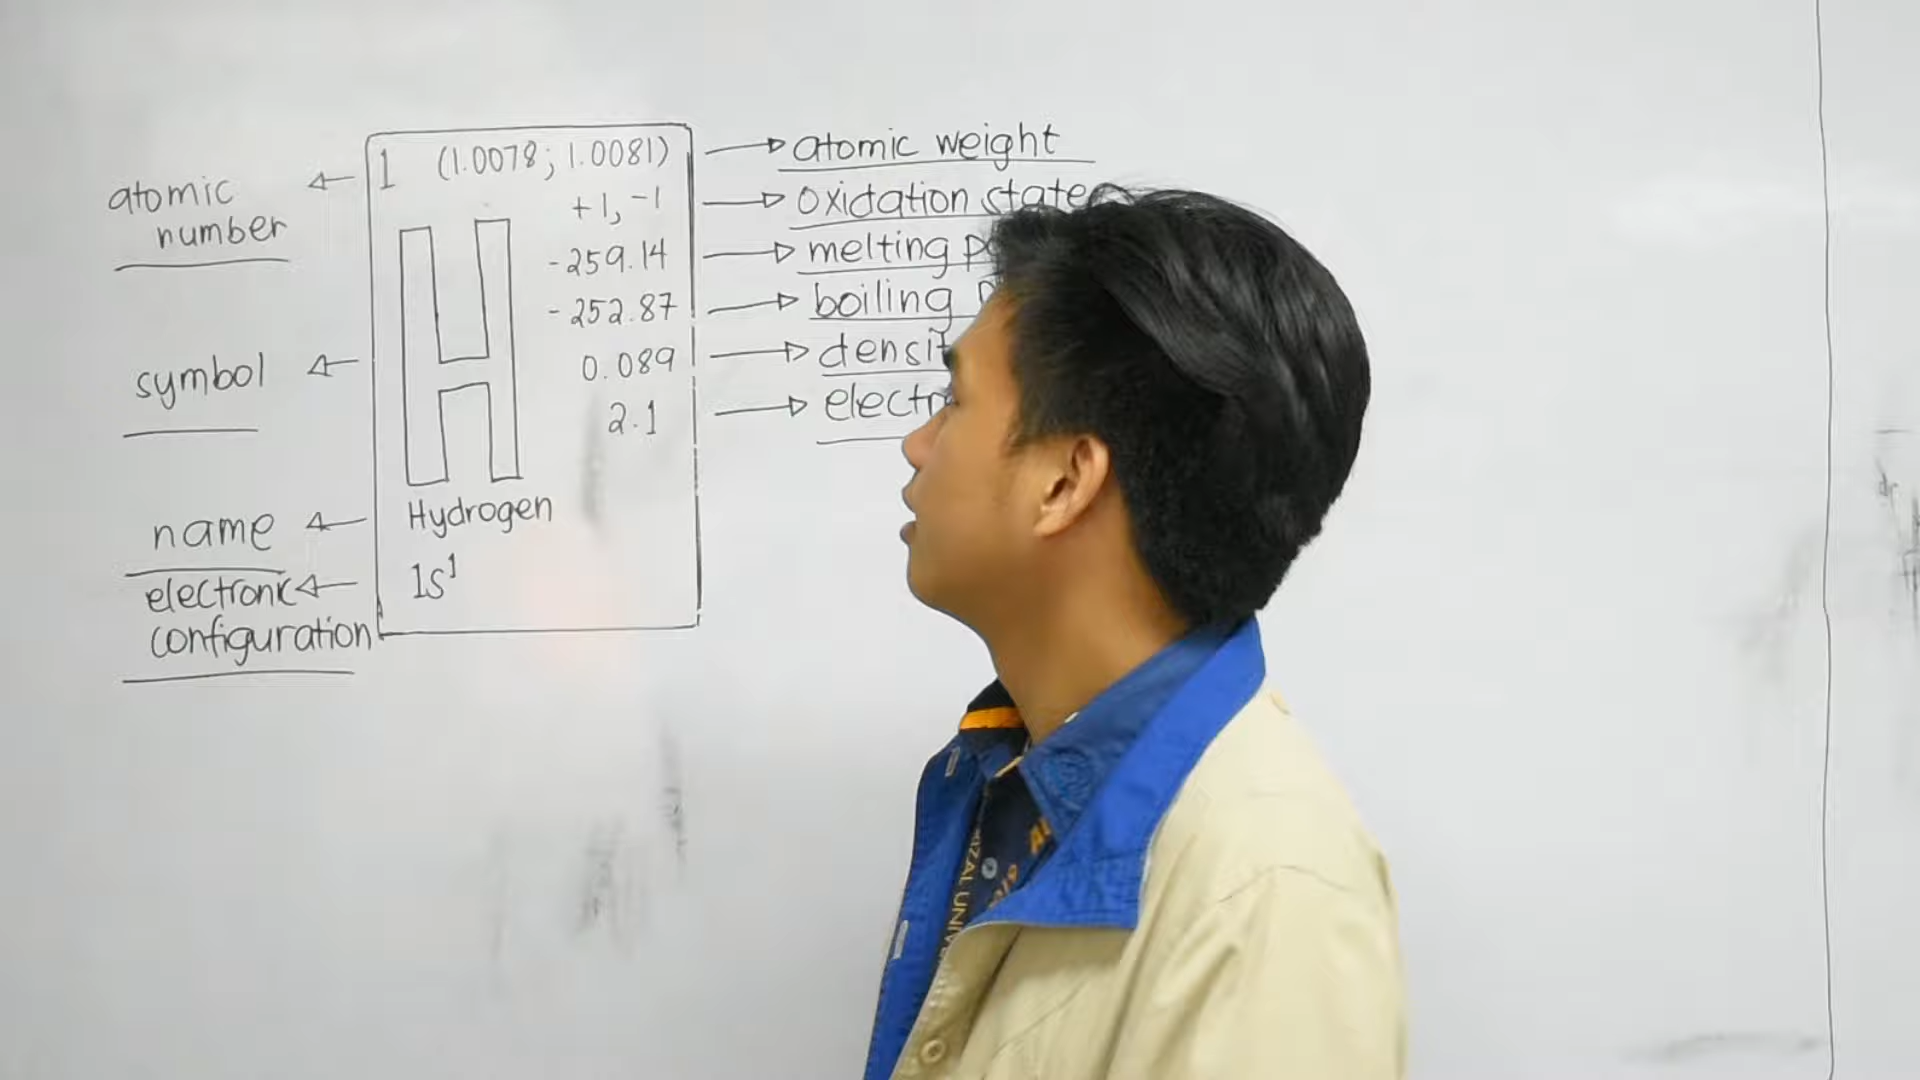 atomic
number
symbol
name
electronic
configuration
1 (1.0078; 1.0081)
+1, -1
-259.14
-252.87
0.089
2.1
H
Hydrogen
1s¹
atomic weight
oxidation state
melting
boiling